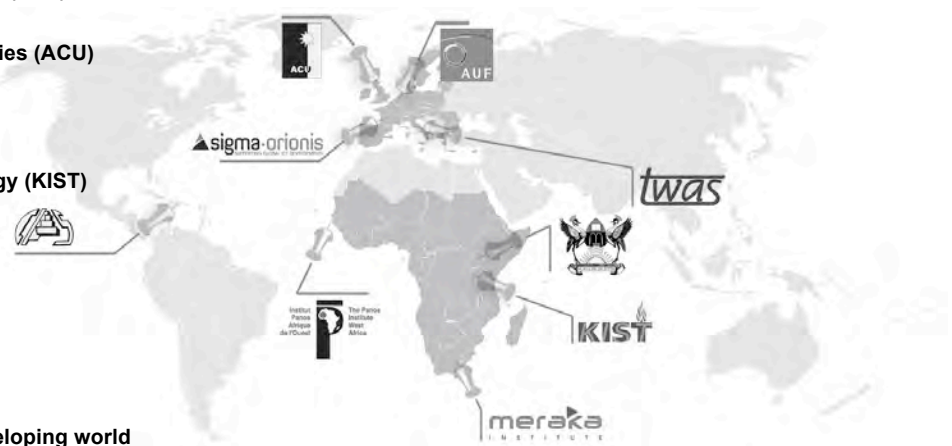 ies (ACU)
ACU
AUF
sigma·orionis
gy (KIST)
twas
Institut
Panos
Afrique
de l'Ouest
The Panos
Institute
West
Africa
KIST
meraka
INSTITUTE
eloping world